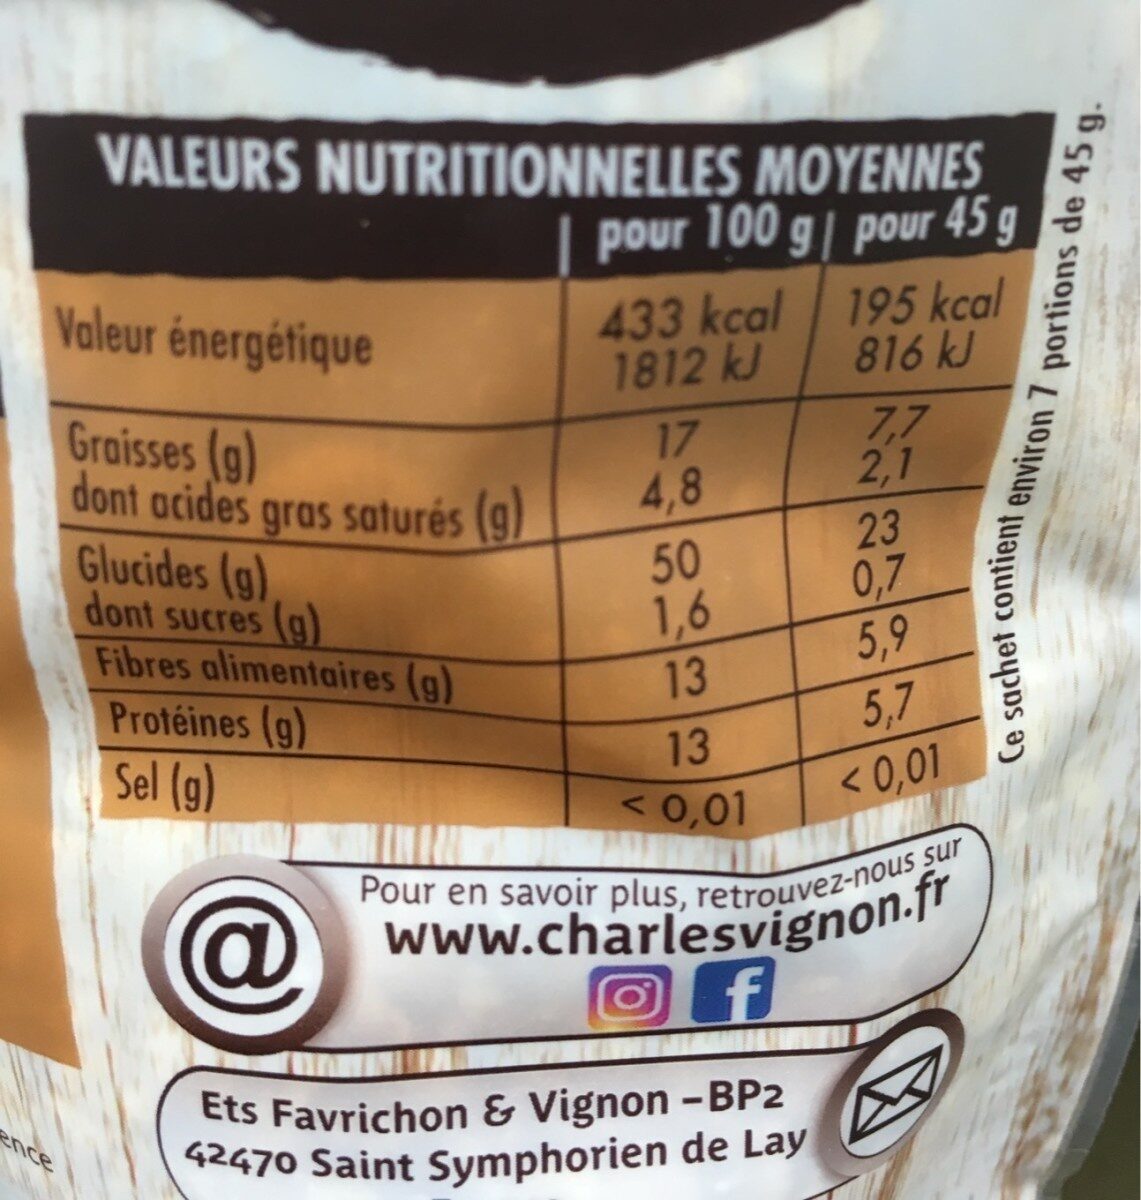 VALEURS NUTRITIONNELLES MOYENNES
pour 100 g | pour 45 g
Valeur énergétique 433 kcal 195 kcal
1812 kJ 816 kJ
Graisses (g) 17 7,7
dont acides gras saturés (g) 4,8 2,1
Glucides (g) 50 23
dont sucres (g) 1,6 0,7
Fibres alimentaires (g) 13 5,9
Protéines (g) 13 5,7
Sel (g) < 0,01 < 0,01
Ce sachet contient environ 7 portions de 45 g.
@
Pour en savoir plus, retrouvez-nous sur
www.charlesvignon.fr
f
Ets Favrichon & Vignon -BP2
42470 Saint Symphorien de Lay
ence